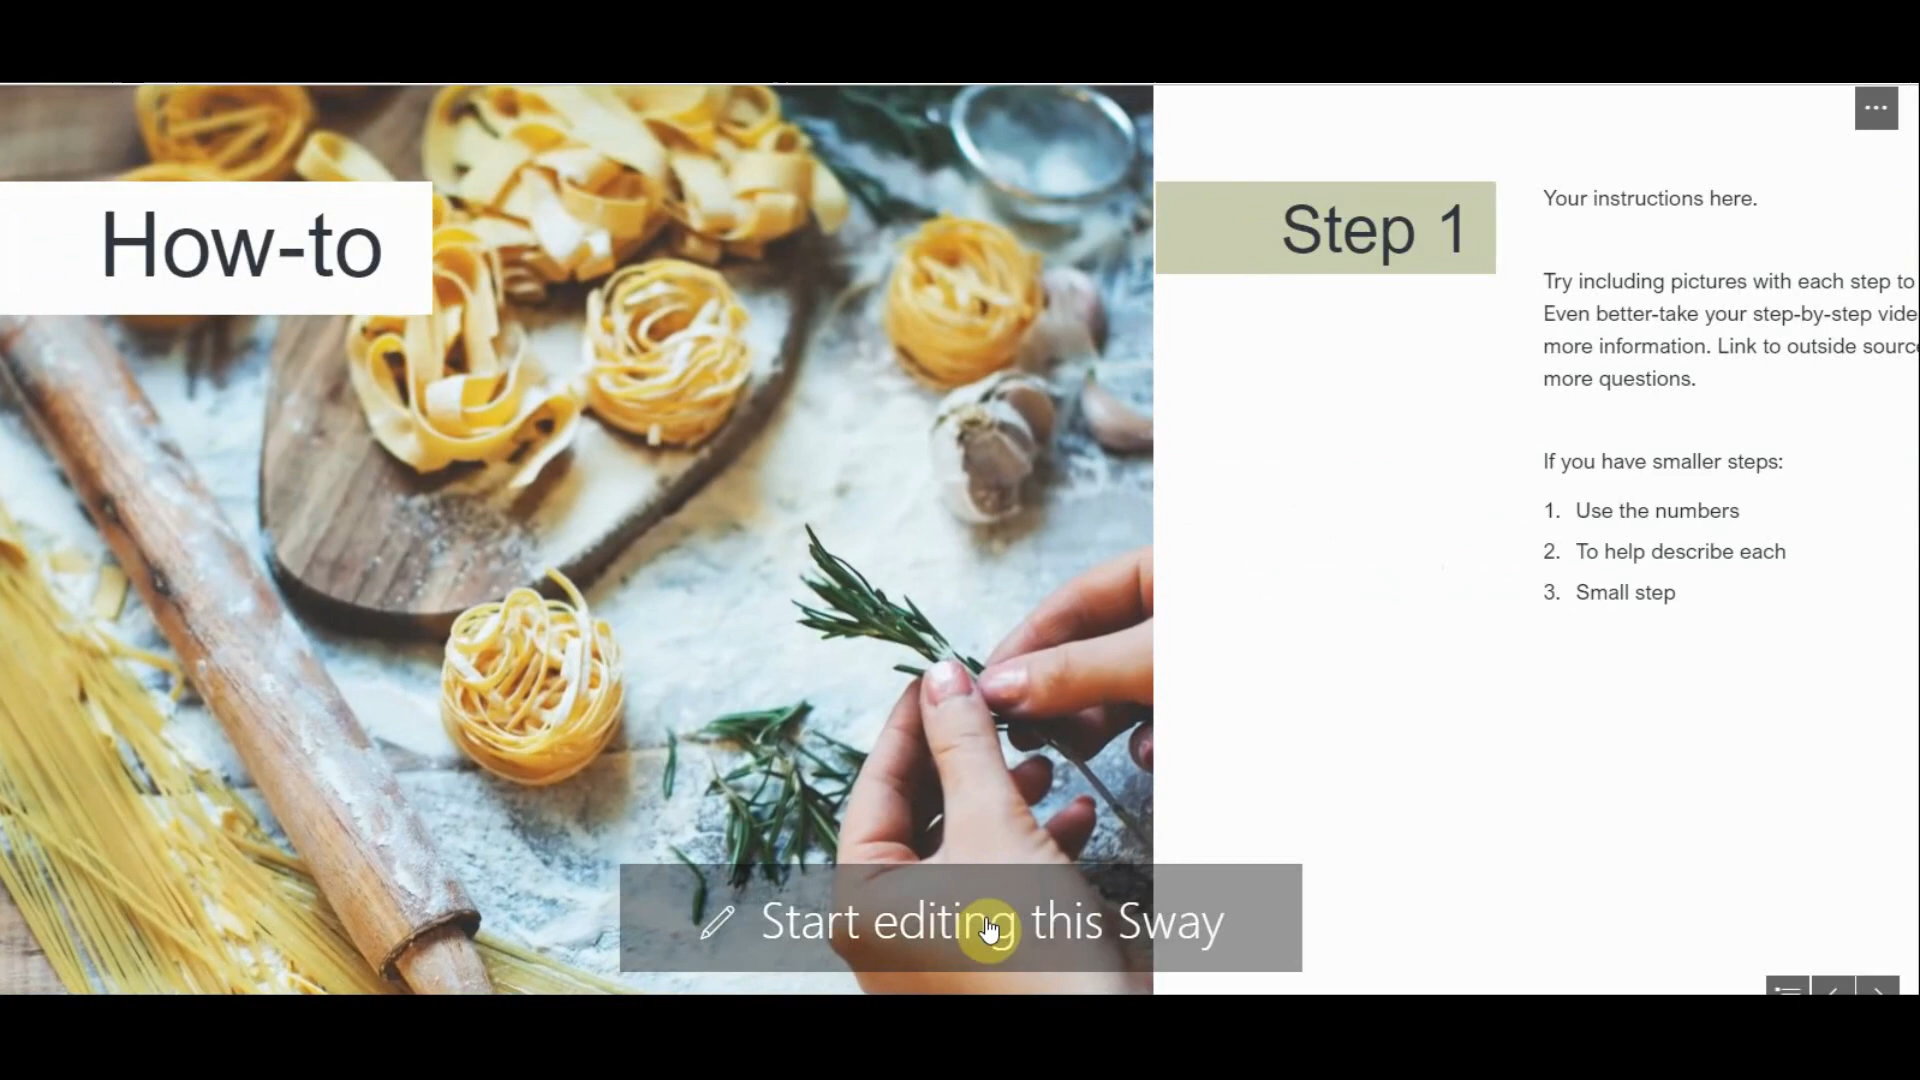 How-to
Step 1
Your instructions here.
Try including pictures with each step to
Even better-take your step-by-step
more information. Link to outside
more questions.
If you have smaller steps:
1. Use the numbers
2. To help describe each
3. Small step
Start editing this Sway